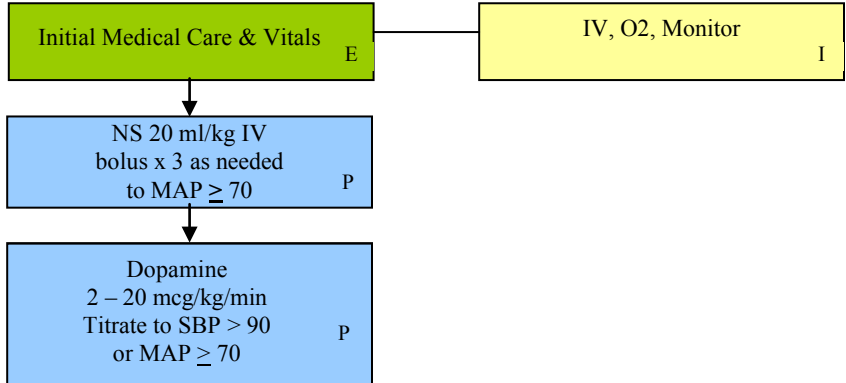 Initial Medical Care & Vitals
E
IV, O2, Monitor
I
NS 20 ml/kg IV
bolus x 3 as needed
to MAP ≥ 70
P
Dopamine
2 – 20 mcg/kg/min
Titrate to SBP > 90
or MAP ≥ 70
P